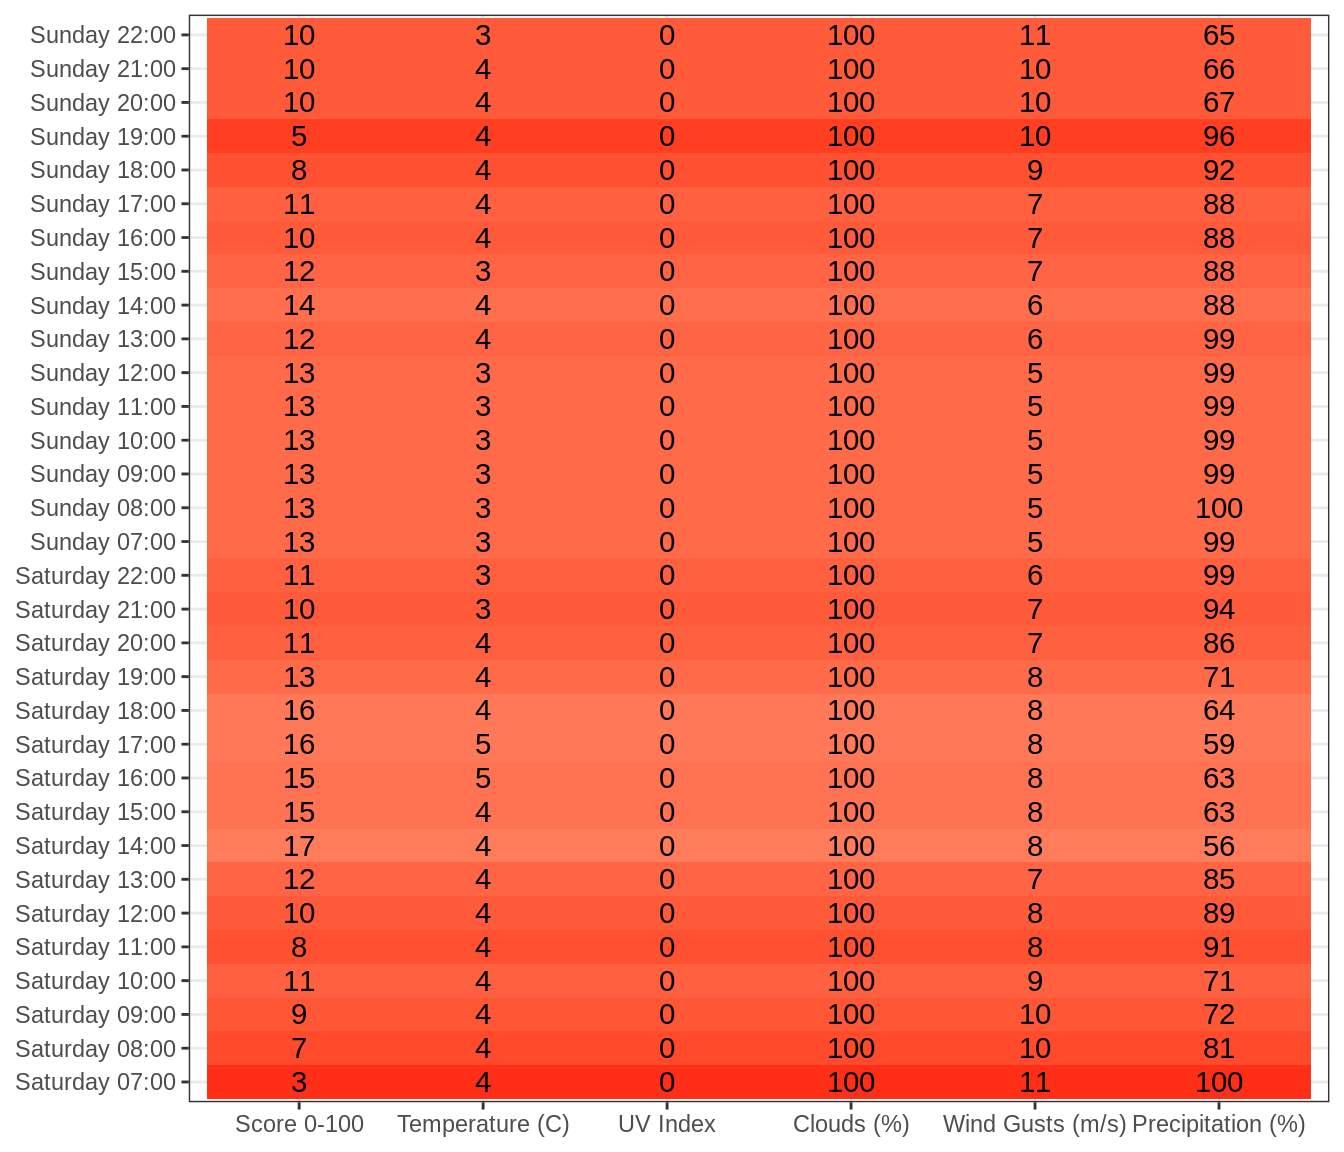 Sunday 22:00 10 3 0 100 11 65
Sunday 21:00 10 4 0 100 10 66
Sunday 20:00 10 4 0 100 10 67
Sunday 19:00 5 4 0 100 10 96
Sunday 18:00 8 4 0 100 9 92
Sunday 17:00 11 4 0 100 7 88
Sunday 16:00 10 4 0 100 7 88
Sunday 15:00 12 3 0 100 7 88
Sunday 14:00 14 4 0 100 6 88
Sunday 13:00 12 4 0 100 6 99
Sunday 12:00 13 3 0 100 5 99
Sunday 11:00 13 3 0 100 5 99
Sunday 10:00 13 3 0 100 5 99
Sunday 09:00 13 3 0 100 5 99
Sunday 08:00 13 3 0 100 5 100
Sunday 07:00 13 3 0 100 5 99
Saturday 22:00 11 3 0 100 6 99
Saturday 21:00 10 3 0 100 7 94
Saturday 20:00 11 4 0 100 7 86
Saturday 19:00 13 4 0 100 8 71
Saturday 18:00 16 4 0 100 8 64
Saturday 17:00 16 5 0 100 8 59
Saturday 16:00 15 5 0 100 8 63
Saturday 15:00 15 4 0 100 8 63
Saturday 14:00 17 4 0 100 8 56
Saturday 13:00 12 4 0 100 7 85
Saturday 12:00 10 4 0 100 8 89
Saturday 11:00 8 4 0 100 8 91
Saturday 10:00 11 4 0 100 9 71
Saturday 09:00 9 4 0 100 10 72
Saturday 08:00 7 4 0 100 10 81
Saturday 07:00 3 4 0 100 11 100
Score 0-100 Temperature (C) UV Index Clouds (%) Wind Gusts (m/s) Precipitation (%)